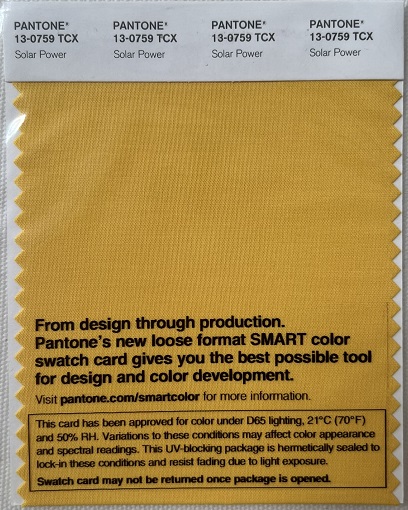 PANTONE® PANTONE® PANTONE® PANTONE®
13-0759 TCX 13-0759 TCX 13-0759 TCX 13-0759 TCX
Solar Power Solar Power Solar Power Solar Power
From design through production.
Pantone's new loose format SMART color
swatch card gives you the best possible tool
for design and color development.
Visit pantone.com/smartcolor for more information.
This card has been approved for color under D65 lighting, 21°C (70°F)
and 50% RH. Variations to these conditions may affect color appearance
and spectral readings. This UV-blocking package is hermetically sealed to
lock-in these conditions and resist fading due to light exposure.
Swatch card may not be returned once package is opened.